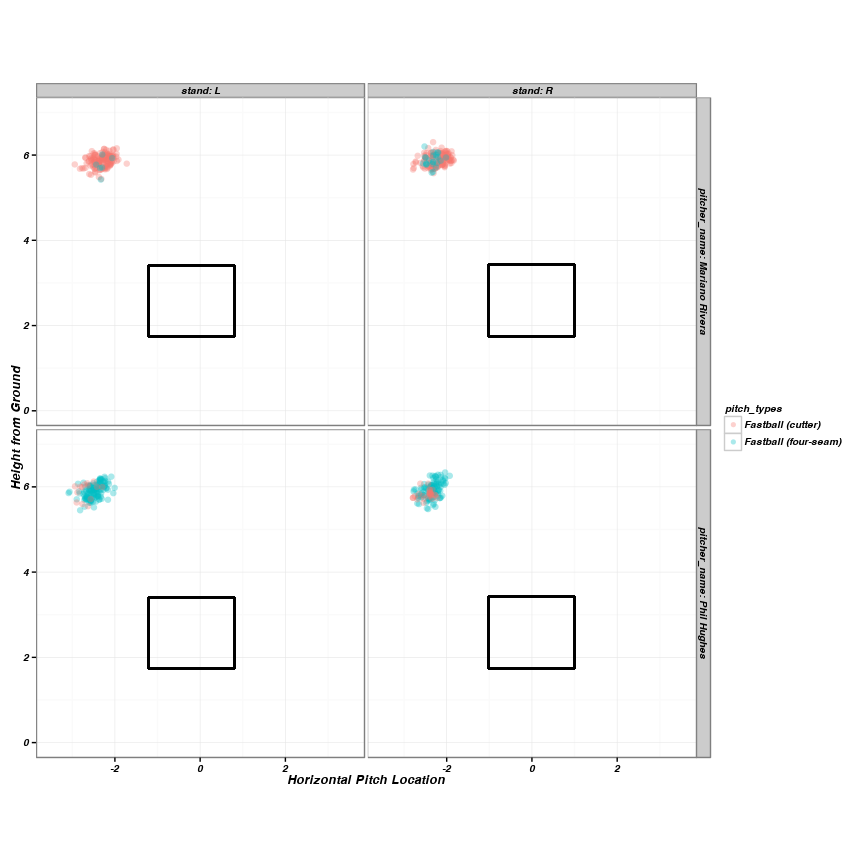 stand: L
stand: R
6
4
2
0
pitcher_name: Mariano Rivera
Height from Ground
pitch_types
Fastball (cutter)
Fastball (four-seam)
6
4
2
0
pitcher_name: Phil Hughes
-2 0 2
-2 0 2
Horizontal Pitch Location